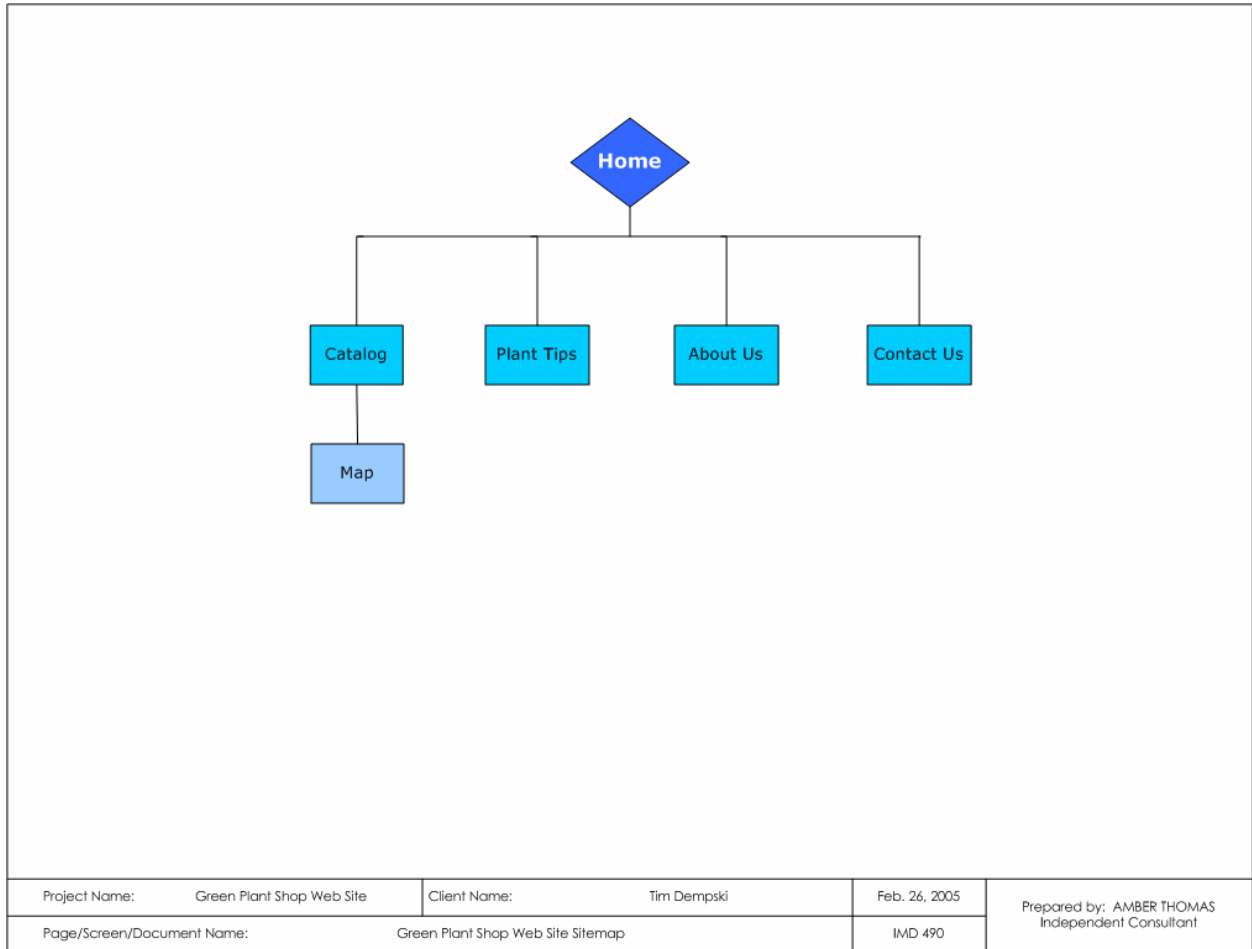 Home
Catalog
Plant Tips
About Us
Contact Us
Map
Project Name: Green Plant Shop Web Site
Client Name: Tim Dempski
Feb. 26, 2005
Prepared by: AMBER THOMAS
Independent Consultant
Page/Screen/Document Name: Green Plant Shop Web Site Sitemap
IMD 490